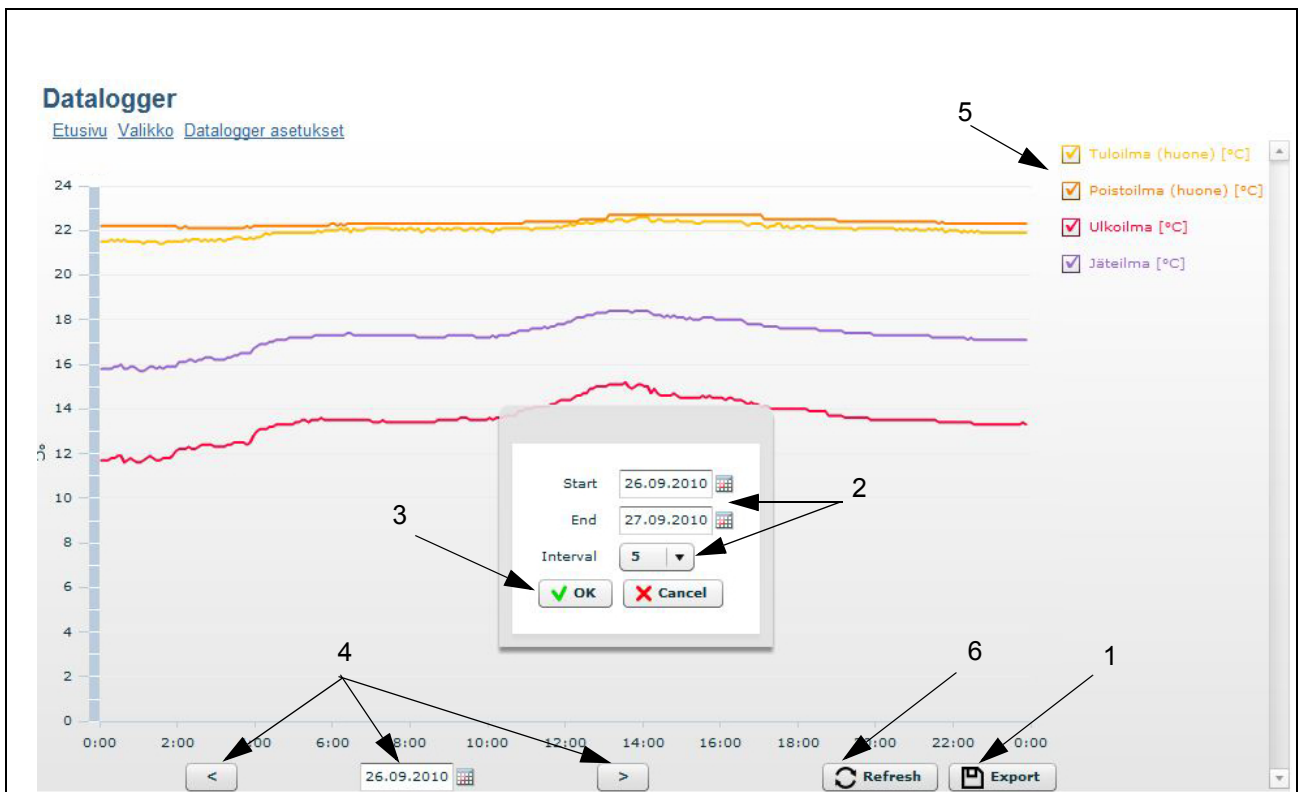 Datalogger
Etusivu Valikko Datalogger asetukset
5
Tuloilma (huone) [°C]
Poistoilma (huone) [°C]
Ulkoilma [°C]
Jäteilma [°C]
24
22
20
18
16
14
12
10
8
6
4
2
0
Start 26.09.2010
End 27.09.2010
2
3
Interval 5
OK Cancel
4
6
1
0:00 2:00 6:00 8:00 10:00 12:00 14:00 16:00 18:00 22:00 0:00
< 26.09.2010 > Refresh Export